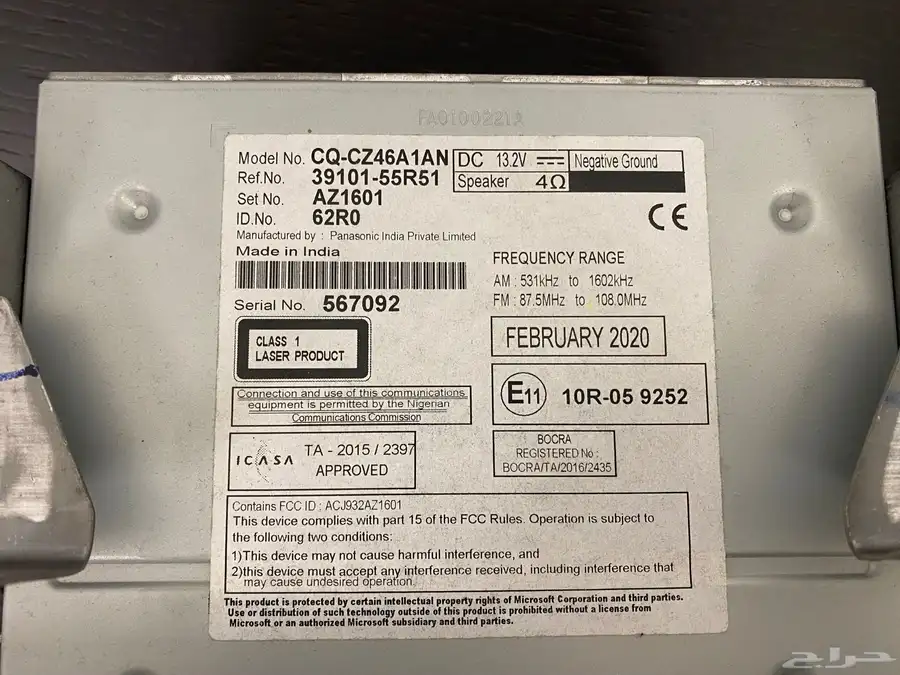 FA0100221A
Model No. CQ-CZ46A1AN
Ref.No. 39101-55R51
Set No. AZ1601
ID.No. 62R0
Manufactured by : Panasonic India Private Limited
Made in India
DC 13.2V Negative Ground
Speaker 4Ω
CE
Serial No. 567092
FREQUENCY RANGE
AM : 531kHz to 1602kHz
FM : 87.5MHz to 108.0MHz
CLASS 1
LASER PRODUCT
FEBRUARY 2020
Connection and use of this communications
equipment is permitted by the Nigerian
Communications Commission
E11 10R-05 9252
ICASA TA - 2015 / 2397
APPROVED
BOCRA
REGISTERED No :
BOCRA/TA/2016/2435
Contains FCC ID : ACJ932AZ1601
This device complies with part 15 of the FCC Rules. Operation is subject to
the following two conditions:
1)This device may not cause harmful interference, and
2)this device must accept any interference received, including interference that
may cause undesired operation.
This product is protected by certain intellectual property rights of Microsoft Corporation and third parties.
Use or distribution of such technology outside of this product is prohibited without a license from
Microsoft or an authorized Microsoft subsidiary and third parties.
حراج